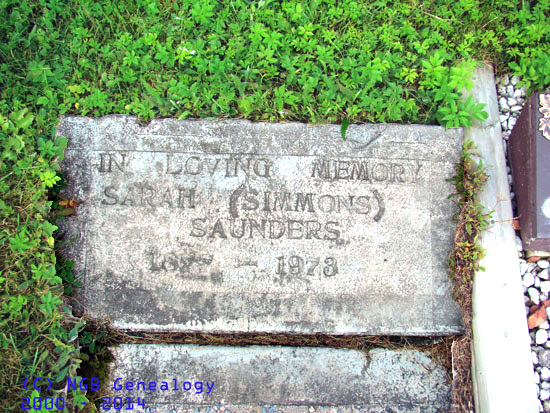 IN LOVING MEMORY
SARAH (SIMMONS)
SAUNDERS
– 1973
(C) NGB Genealogy
2000 - 2014